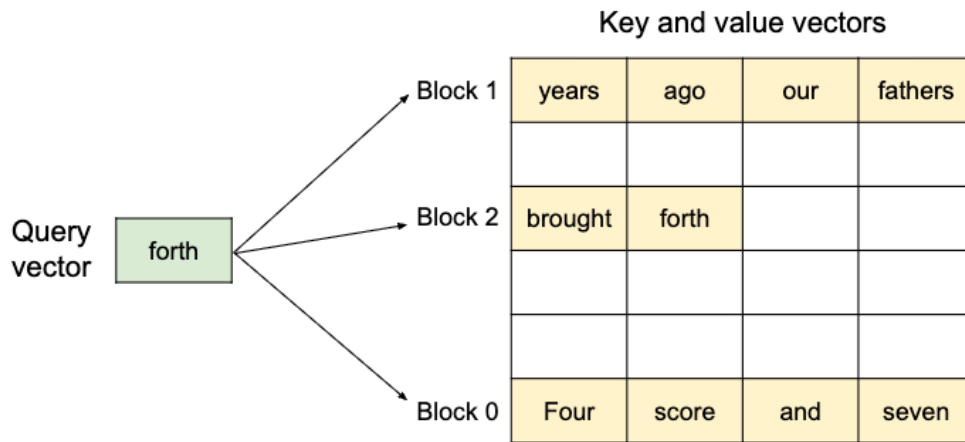 Key and value vectors
Block 1 years ago our fathers
Query vector
forth
Block 2 brought forth
Block 0 Four score and seven